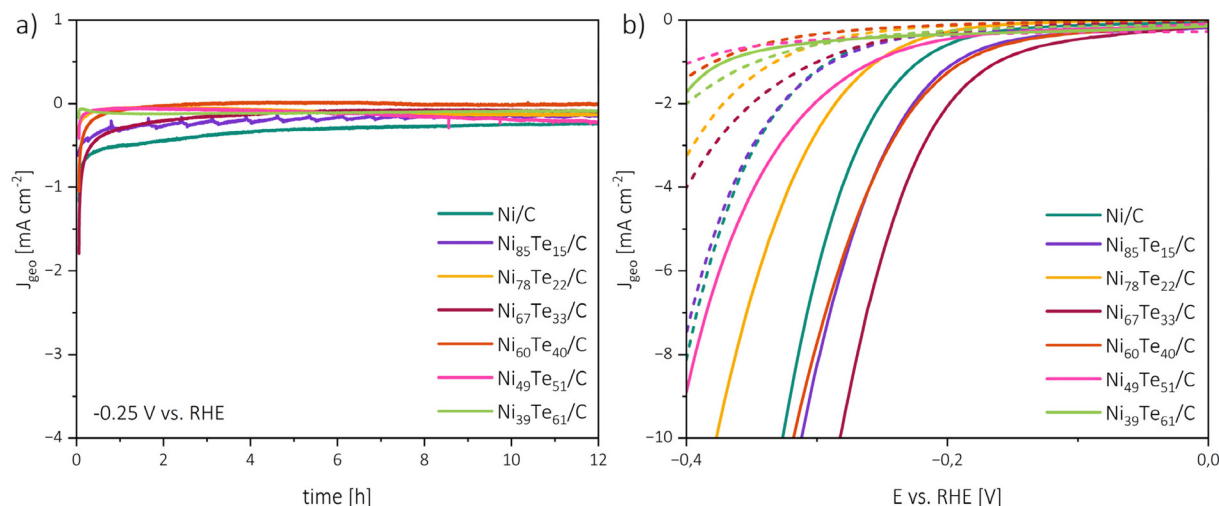 a)
1
0
−1
−2
−3
−4
J_geo [mA cm⁻²]
Ni/C
Ni₈₅Te₁₅/C
Ni₇₈Te₂₂/C
Ni₆₇Te₃₃/C
Ni₆₀Te₄₀/C
Ni₄₉Te₅₁/C
Ni₃₉Te₆₁/C
-0.25 V vs. RHE
0 2 4 6 8 10 12
time [h]
b)
0
−2
−4
−6
−8
−10
J_geo [mA cm⁻²]
Ni/C
Ni₈₅Te₁₅/C
Ni₇₈Te₂₂/C
Ni₆₇Te₃₃/C
Ni₆₀Te₄₀/C
Ni₄₉Te₅₁/C
Ni₃₉Te₆₁/C
−0,4 −0,2 0,0
E vs. RHE [V]